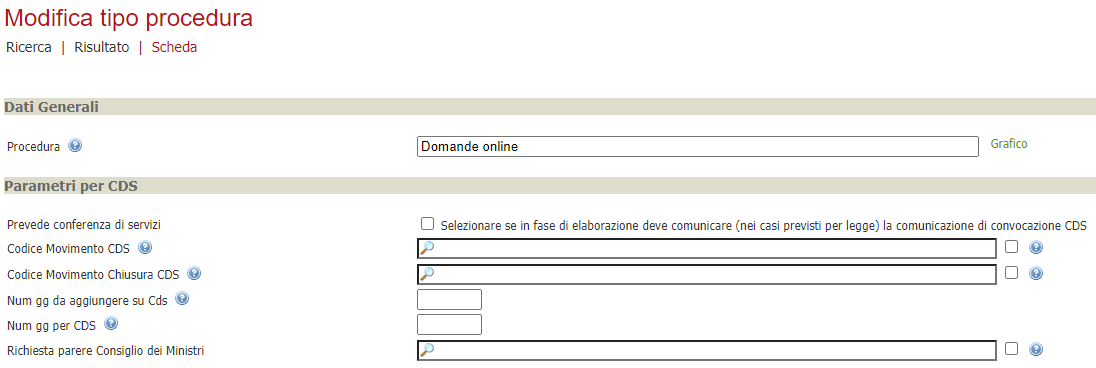 Modifica tipo procedura
Ricerca | Risultato | Scheda
Dati Generali
Procedura Domande online Grafico
Parametri per CDS
Prevede conferenza di servizi Selezionare se in fase di elaborazione deve comunicare (nei casi previsti per legge) la comunicazione di convocazione CDS
Codice Movimento CDS
Codice Movimento Chiusura CDS
Num gg da aggiungere su Cds
Num gg per CDS
Richiesta parere Consiglio dei Ministri